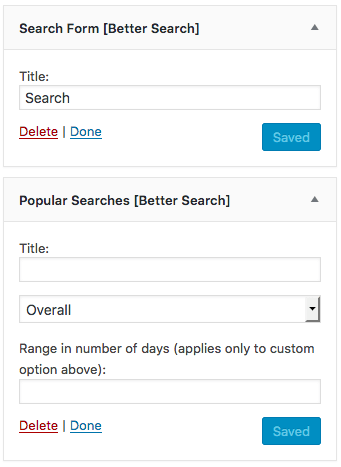 Search Form [Better Search]
Title:
Search
Delete | Done
Saved
Popular Searches [Better Search]
Title:
Overall
Range in number of days (applies only to custom
option above):
Delete | Done
Saved